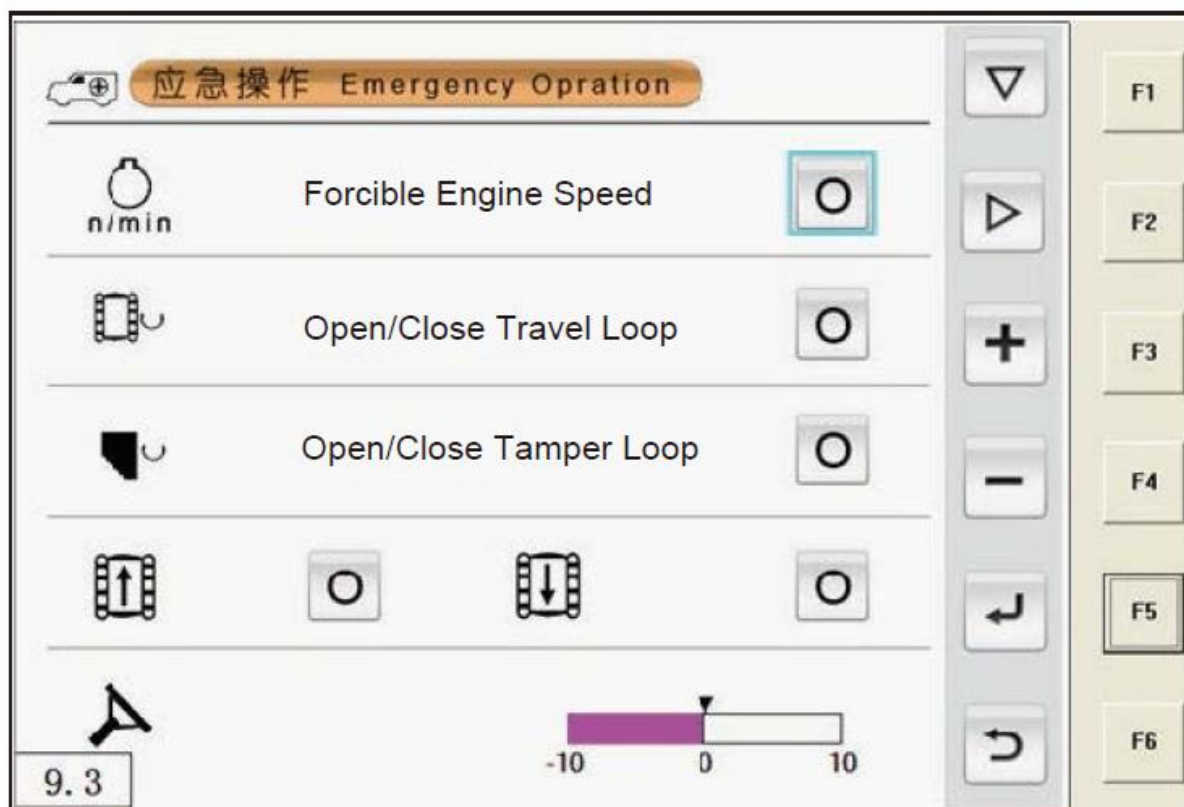 应急操作 Emergency Opration
F1
n/min
Forcible Engine Speed
O
F2
Open/Close Travel Loop
O
F3
Open/Close Tamper Loop
O
F4
O
O
F5
-10 0 10
F6
9.3